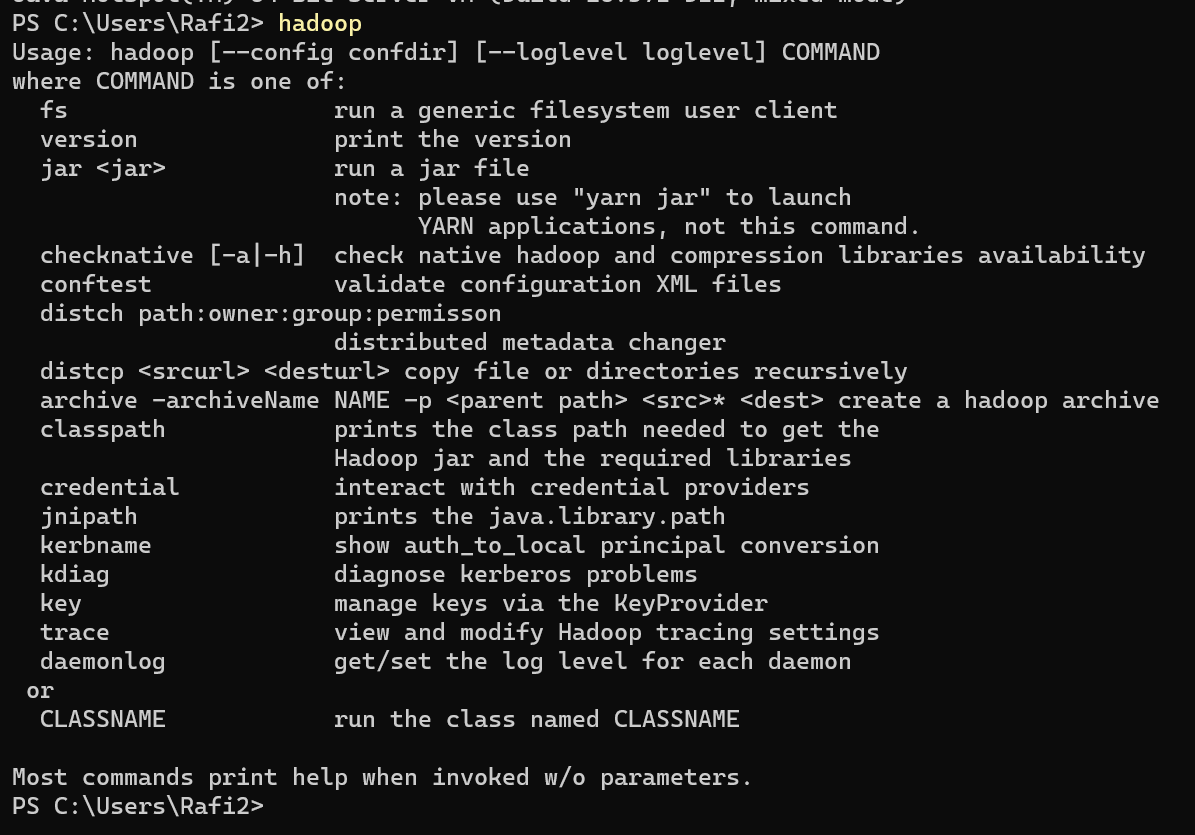 PS C:\Users\Rafi2> hadoop
Usage: hadoop [--config confdir] [--loglevel loglevel] COMMAND
where COMMAND is one of:
  fs                   run a generic filesystem user client
  version              print the version
  jar <jar>            run a jar file
                       note: please use "yarn jar" to launch
                             YARN applications, not this command.
  checknative [-a|-h]  check native hadoop and compression libraries availability
  conftest             validate configuration XML files
  distch path:owner:group:permisson
                       distributed metadata changer
  distcp <srcurl> <desturl> copy file or directories recursively
  archive -archiveName NAME -p <parent path> <src>* <dest> create a hadoop archive
  classpath            prints the class path needed to get the
                       Hadoop jar and the required libraries
  credential           interact with credential providers
  jnipath              prints the java.library.path
  kerbname             show auth_to_local principal conversion
  kdiag                diagnose kerberos problems
  key                  manage keys via the KeyProvider
  trace                view and modify Hadoop tracing settings
  daemonlog            get/set the log level for each daemon
 or
  CLASSNAME            run the class named CLASSNAME

Most commands print help when invoked w/o parameters.
PS C:\Users\Rafi2>